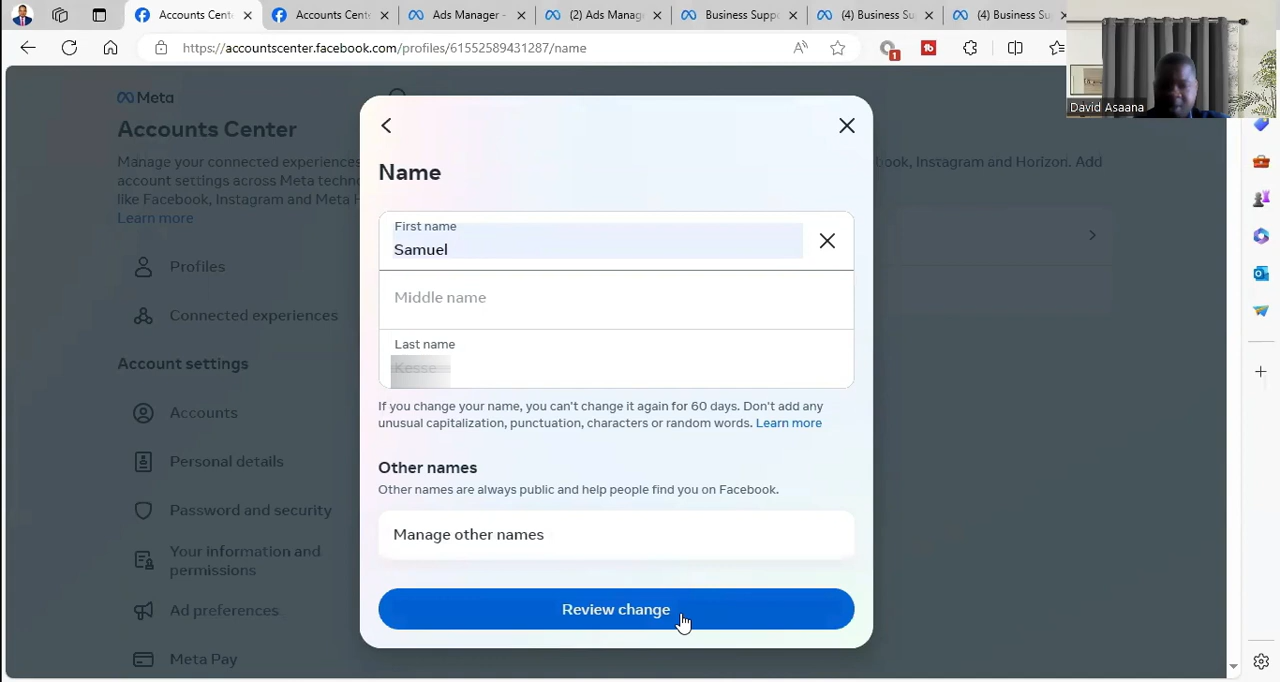 Accounts Cent
Accounts Cente
Ads Manager -
(2) Ads Manag
Business Supp
(4) Business Su
(4) Business Su
https://accountscenter.facebook.com/profiles/61552589431287/name
1
David Asaana
Meta
Accounts Center
Manage your connected experiences
account settings across Meta techno
like Facebook, Instagram and Meta H
Learn more
book, Instagram and Horizon. Add
Profiles
Connected experiences
Account settings
Accounts
Personal details
Password and security
Your information and
permissions
Ad preferences
Meta Pay
Name
First name
Samuel
Middle name
Last name
Kesse
If you change your name, you can't change it again for 60 days. Don't add any
unusual capitalization, punctuation, characters or random words. Learn more
Other names
Other names are always public and help people find you on Facebook.
Manage other names
Review change